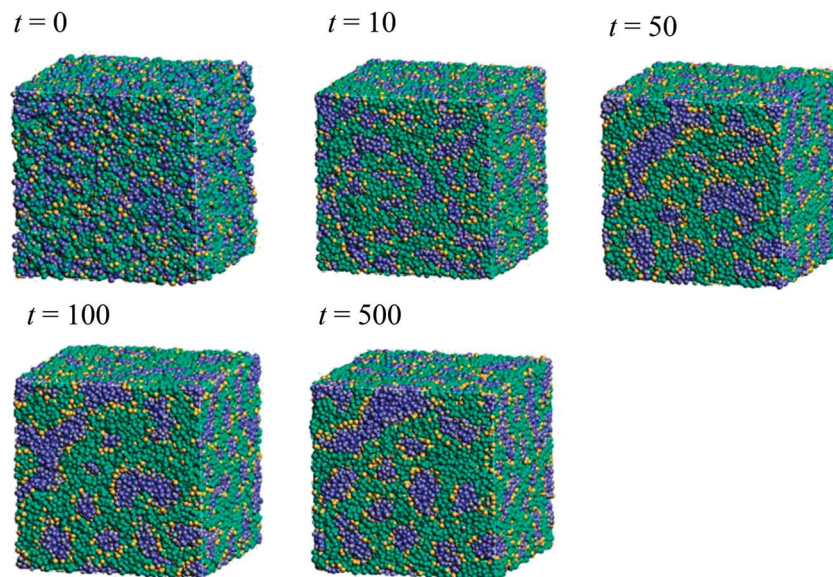 t = 0
t = 10
t = 50
t = 100
t = 500